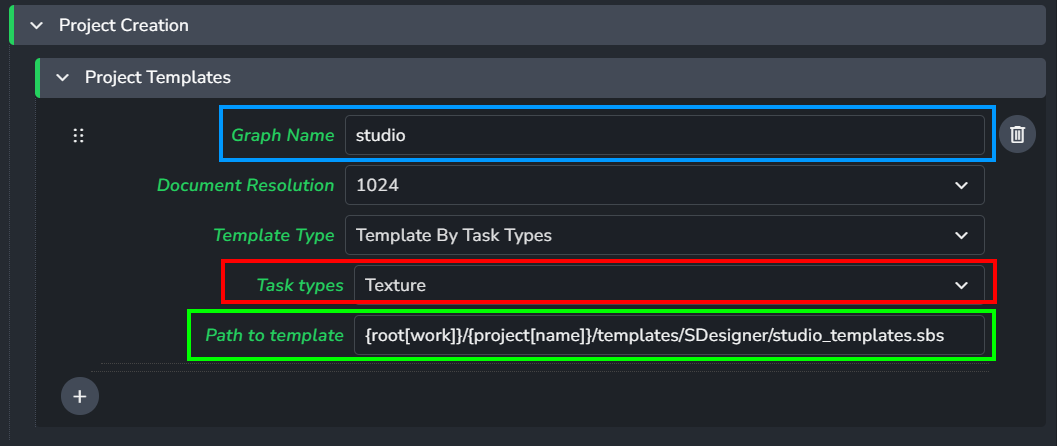 Project Creation
Project Templates
Graph Name studio
Document Resolution 1024
Template Type Template By Task Types
Task types Texture
Path to template {root[work]}/{project[name]}/templates/SDesigner/studio_templates.sbs